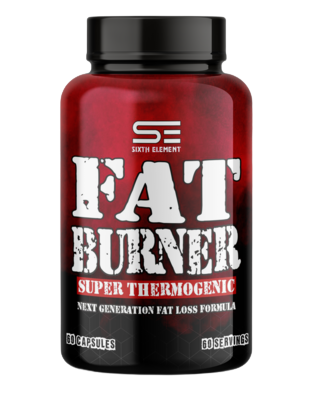 SE
SIXTH ELEMENT
FAT
BURNER
SUPER THERMOGENIC
NEXT GENERATION FAT LOSS FORMULA
60 CAPSULES
60 SERVINGS